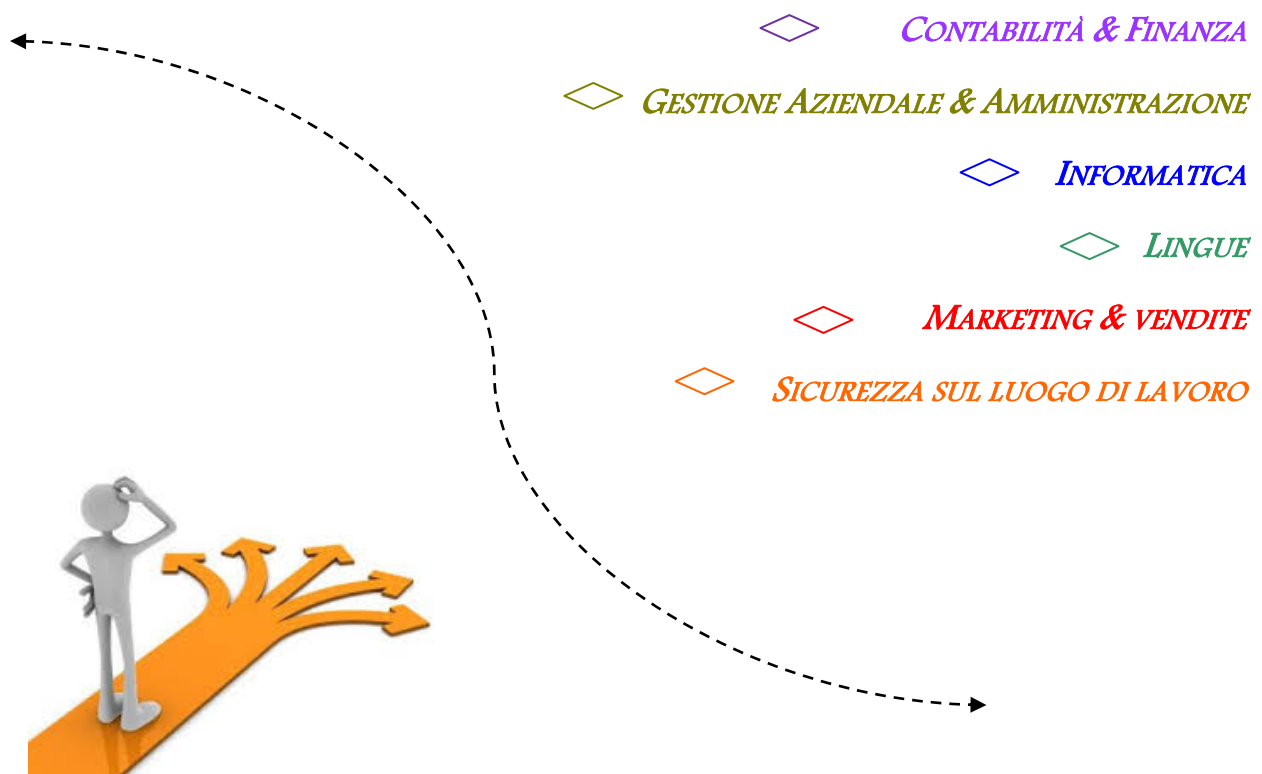 Contabilità & Finanza
Gestione Aziendale & Amministrazione
Informatica
Lingue
Marketing & vendite
Sicurezza sul luogo di lavoro